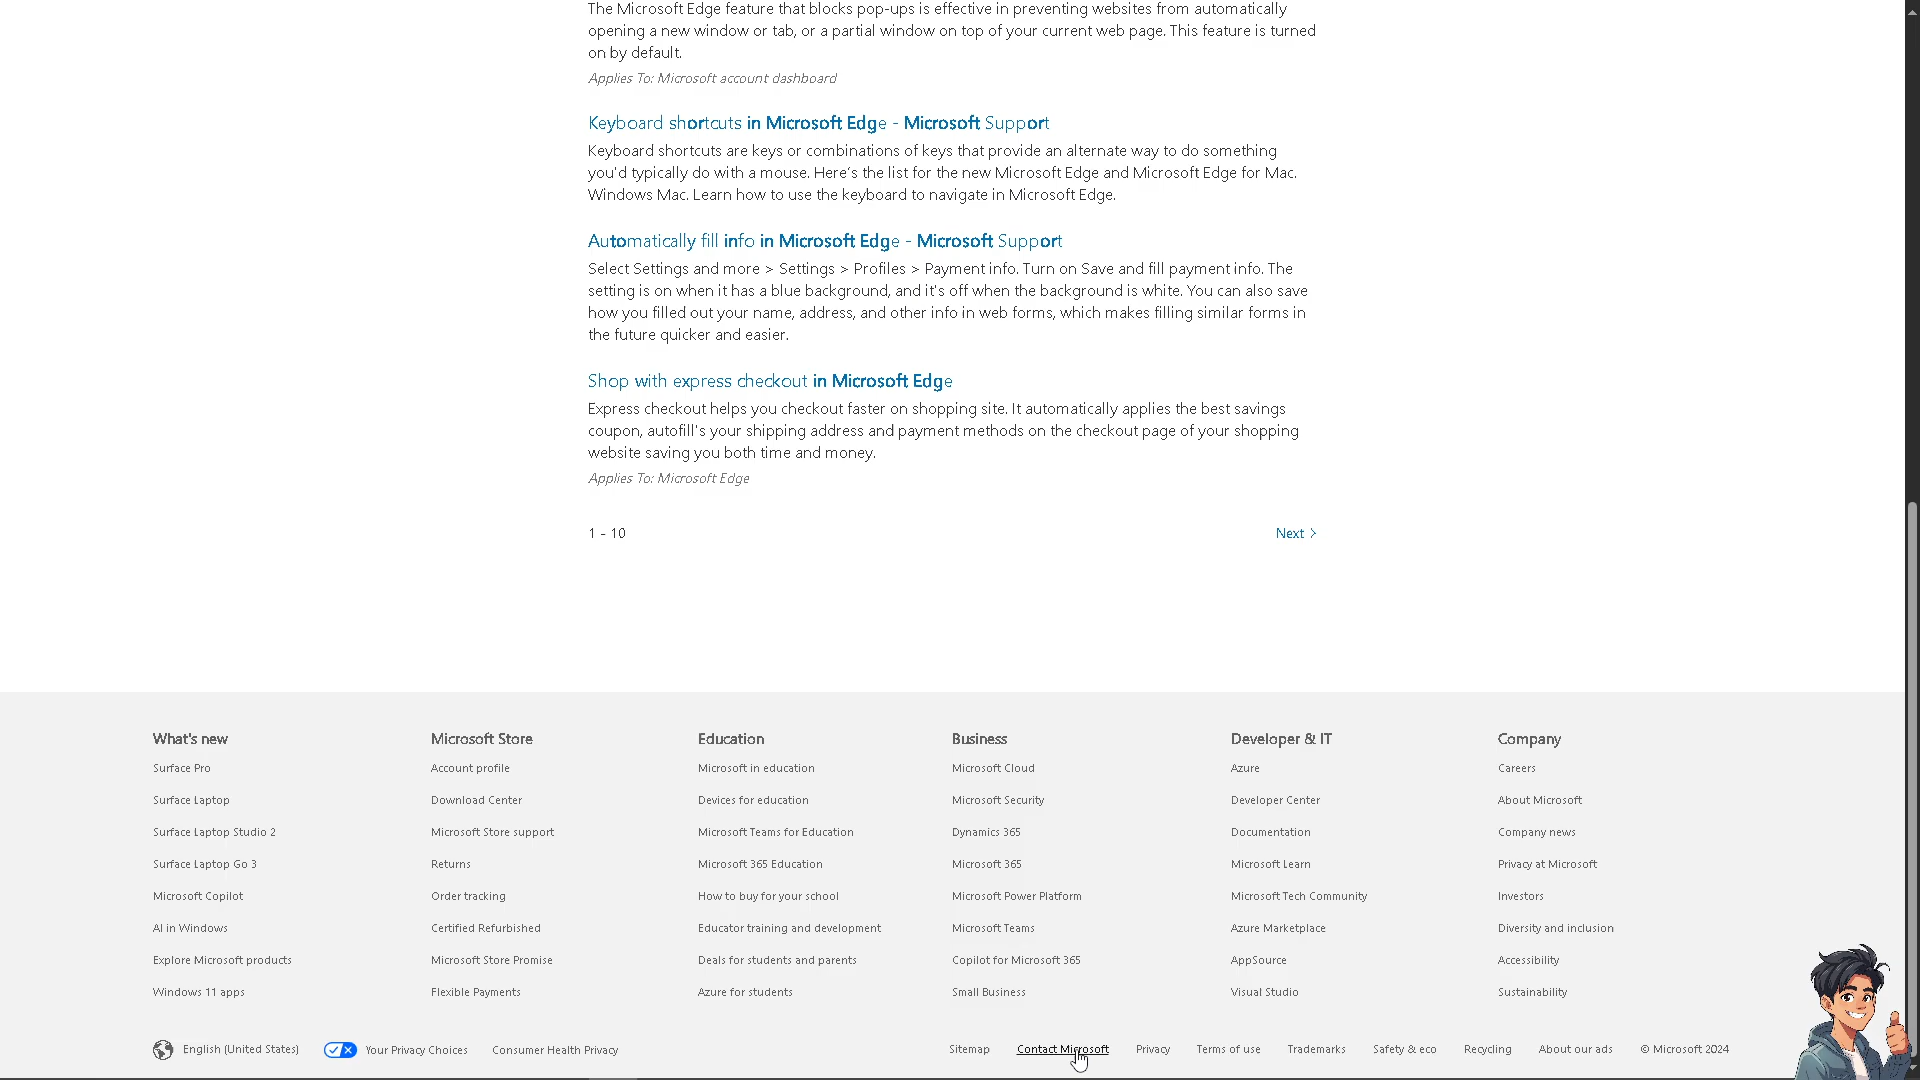 The Microsoft Edge feature that blocks pop-ups is effective in preventing websites from automatically
opening a new window or tab, or a partial window on top of your current web page. This feature is turned
on by default.
Applies To: Microsoft account dashboard
Keyboard shortcuts in Microsoft Edge - Microsoft Support
Keyboard shortcuts are keys or combinations of keys that provide an alternate way to do something
you'd typically do with a mouse. Here's the list for the new Microsoft Edge and Microsoft Edge for Mac.
Windows Mac. Learn how to use the keyboard to navigate in Microsoft Edge.
Automatically fill info in Microsoft Edge - Microsoft Support
Select Settings and more > Settings > Profiles > Payment info. Turn on Save and fill payment info. The
setting is on when it has a blue background, and it's off when the background is white. You can also save
how you filled out your name, address, and other info in web forms, which makes filling similar forms in
the future quicker and easier.
Shop with express checkout in Microsoft Edge
Express checkout helps you checkout faster on shopping site. It automatically applies the best savings
coupon, autofill's your shipping address and payment methods on the checkout page of your shopping
website saving you both time and money.
Applies To: Microsoft Edge
1 - 10
Next >
What's new
Surface Pro
Surface Laptop
Surface Laptop Studio 2
Surface Laptop Go 3
Microsoft Copilot
AI in Windows
Explore Microsoft products
Windows 11 apps
Microsoft Store
Account profile
Download Center
Microsoft Store support
Returns
Order tracking
Certified Refurbished
Microsoft Store Promise
Flexible Payments
Education
Microsoft in education
Devices for education
Microsoft Teams for Education
Microsoft 365 Education
How to buy for your school
Educator training and development
Deals for students and parents
Azure for students
Business
Microsoft Cloud
Microsoft Security
Dynamics 365
Microsoft 365
Microsoft Power Platform
Microsoft Teams
Copilot for Microsoft 365
Small Business
Developer & IT
Azure
Developer Center
Documentation
Microsoft Learn
Microsoft Tech Community
Azure Marketplace
AppSource
Visual Studio
Company
Careers
About Microsoft
Company news
Privacy at Microsoft
Investors
Diversity and inclusion
Accessibility
Sustainability
English (United States)
Your Privacy Choices
Consumer Health Privacy
Sitemap
Contact Microsoft
Privacy
Terms of use
Trademarks
Safety & eco
Recycling
About our ads
© Microsoft 2024